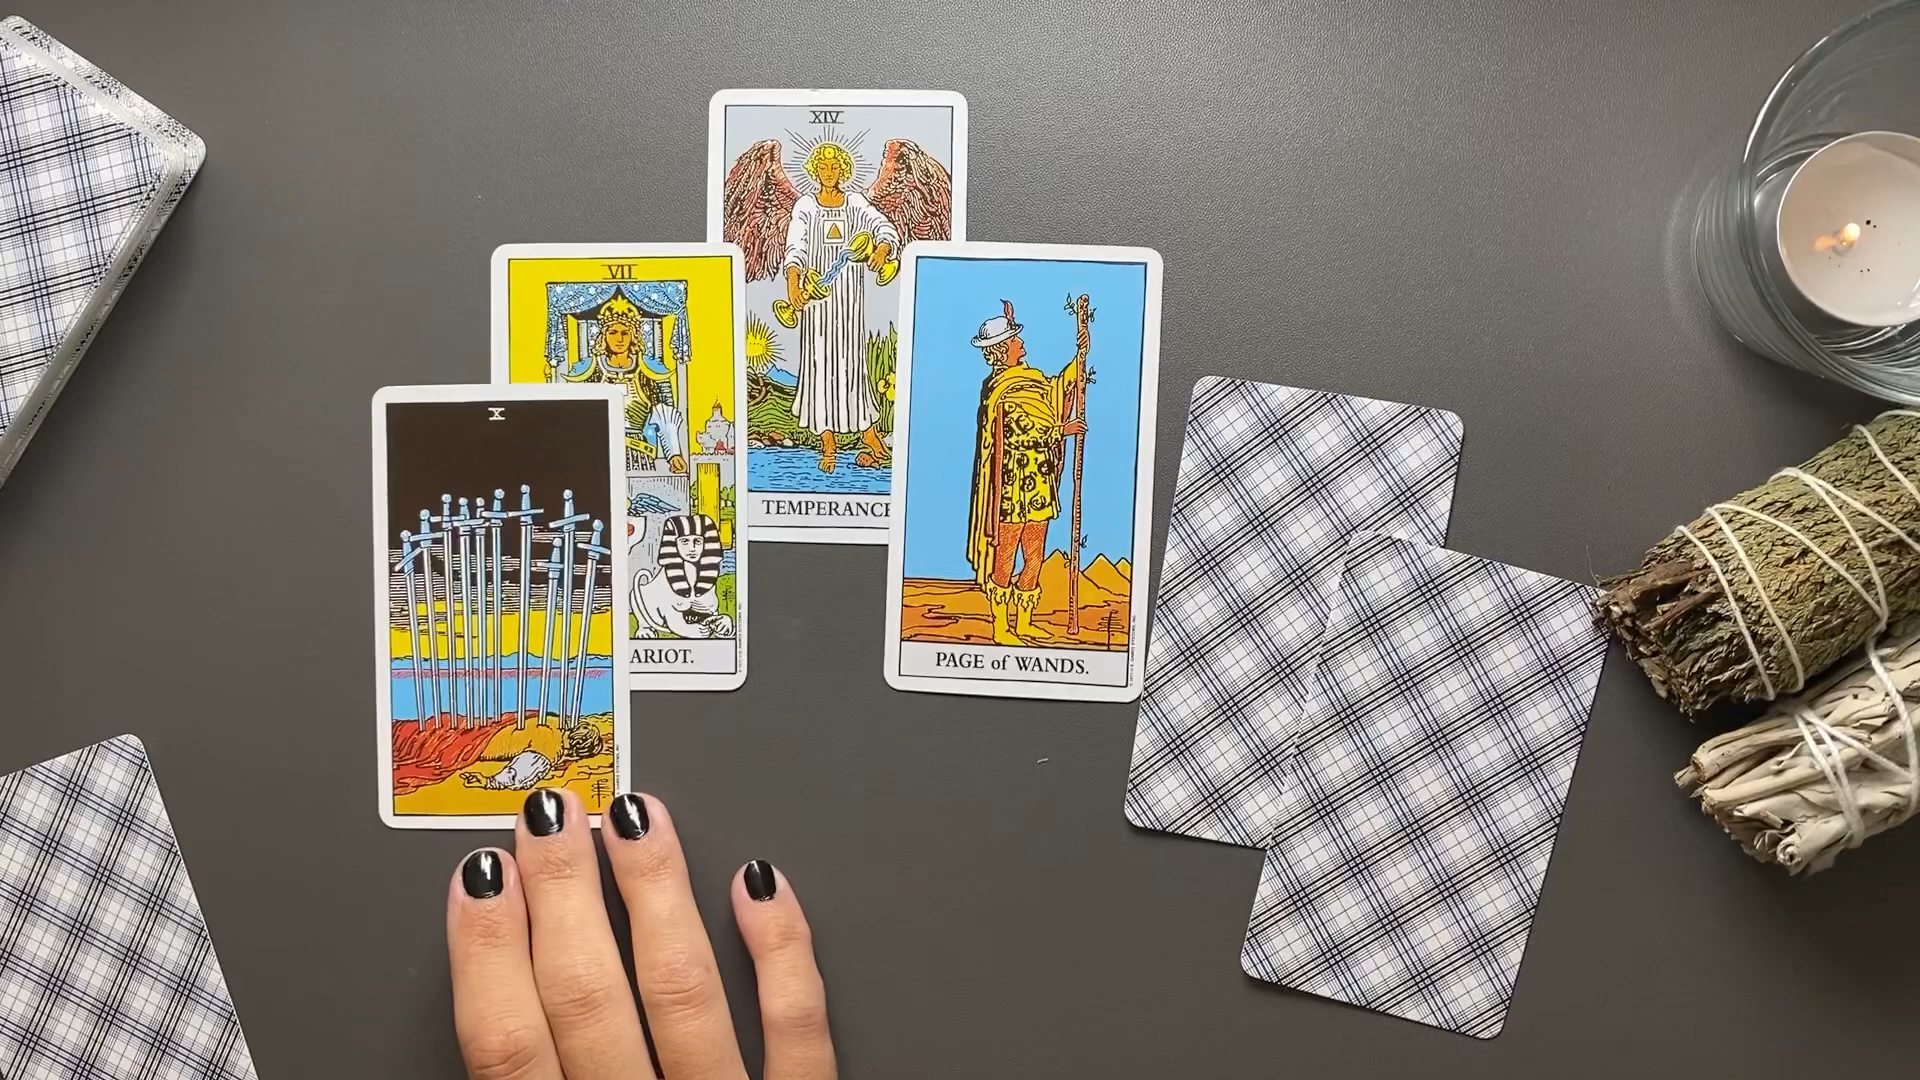 XIV
TEMPERANCE
VII
ARIOT.
X
PAGE of WANDS.